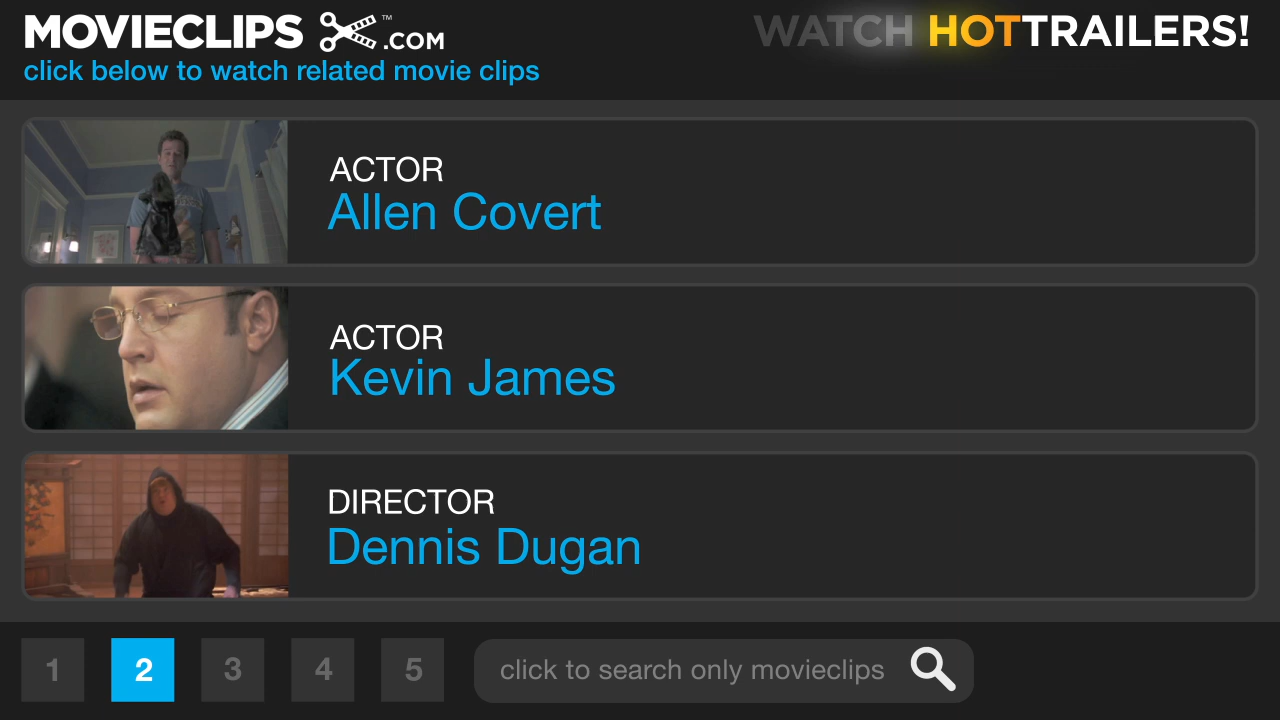 MOVIECLIPS ™ .COM
WATCH HOTTRAILERS!
click below to watch related movie clips
ACTOR
Allen Covert
ACTOR
Kevin James
DIRECTOR
Dennis Dugan
1 2 3 4 5
click to search only movieclips